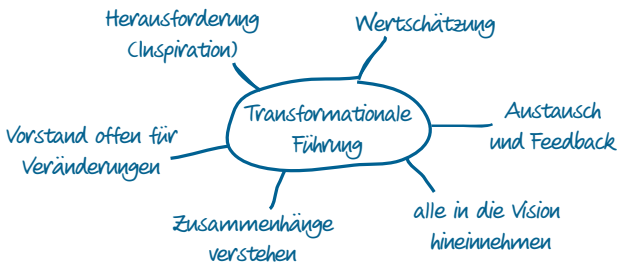 Herausforderung
(Inspiration)
Wertschätzung
Transformationale
Führung
Austausch
und Feedback
Vorstand offen für
Veränderungen
Zusammenhänge
verstehen
alle in die Vision
hineinnehmen